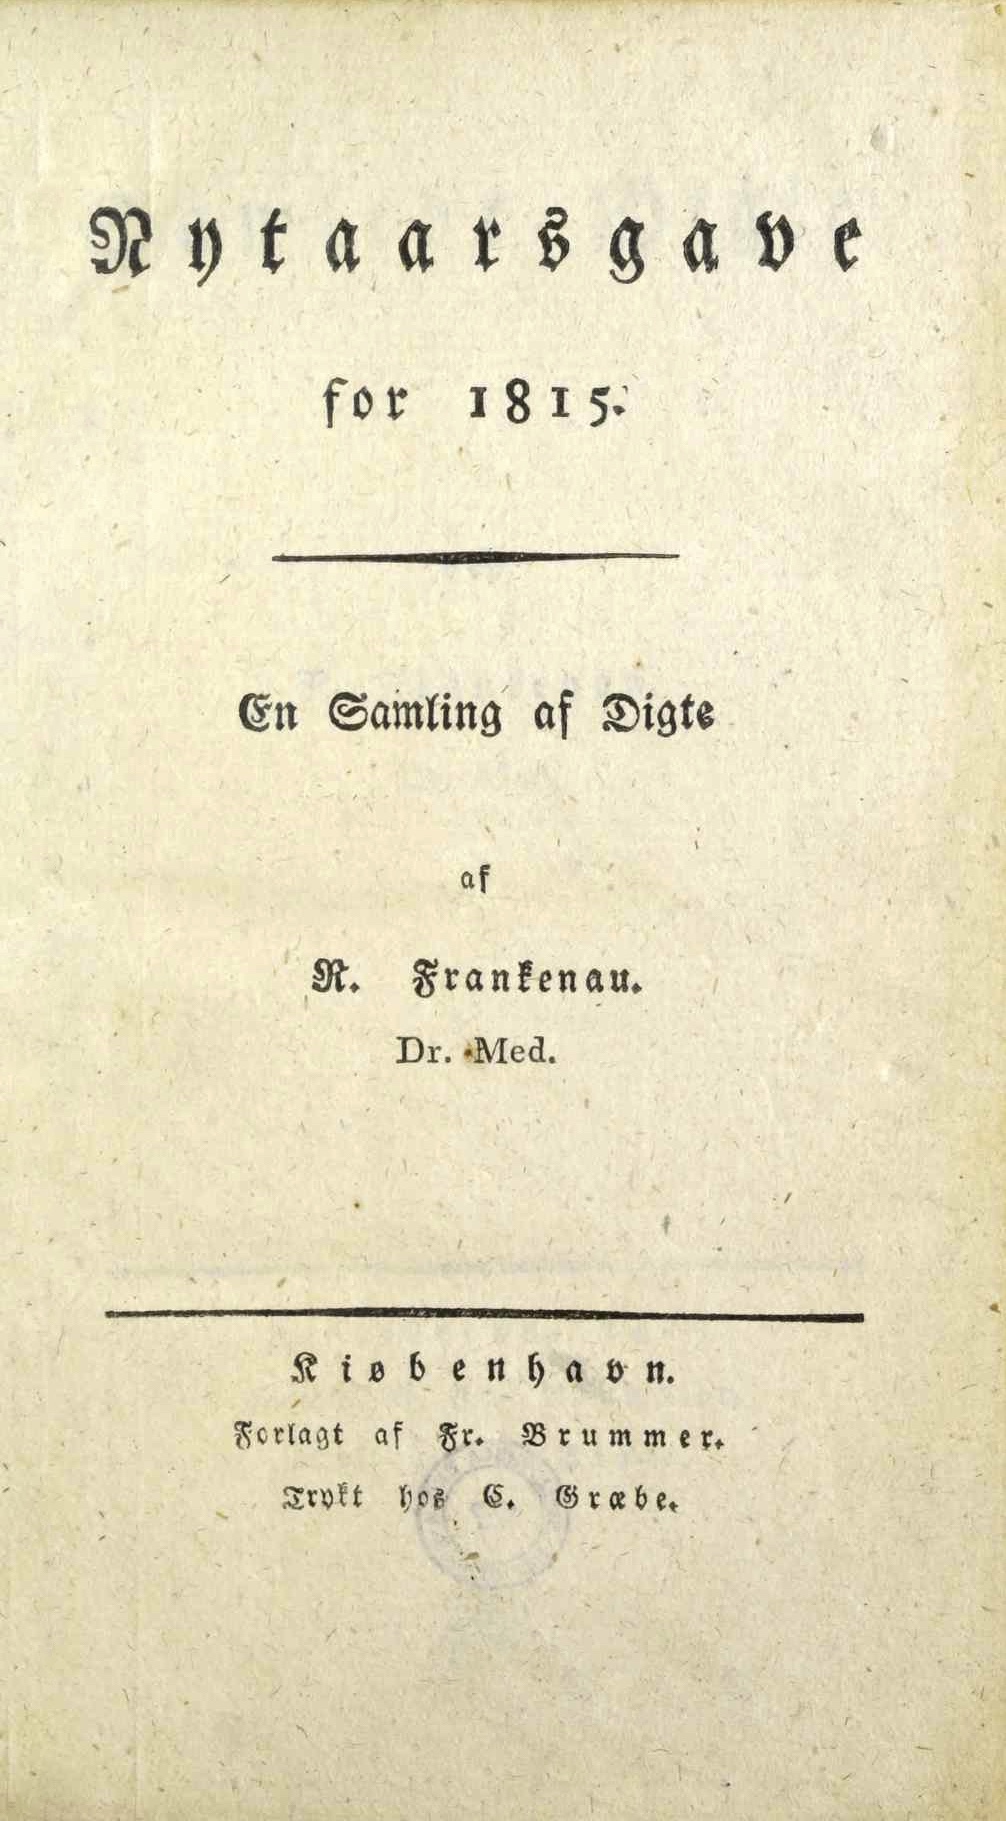 Nytaarsgave
for 1815.
En Samling af Digte
af
R. Frankenau.
Dr. Med.
Kiøbenhavn.
Forlagt af Fr. Brummer.
Trykt hos C. Græbe.